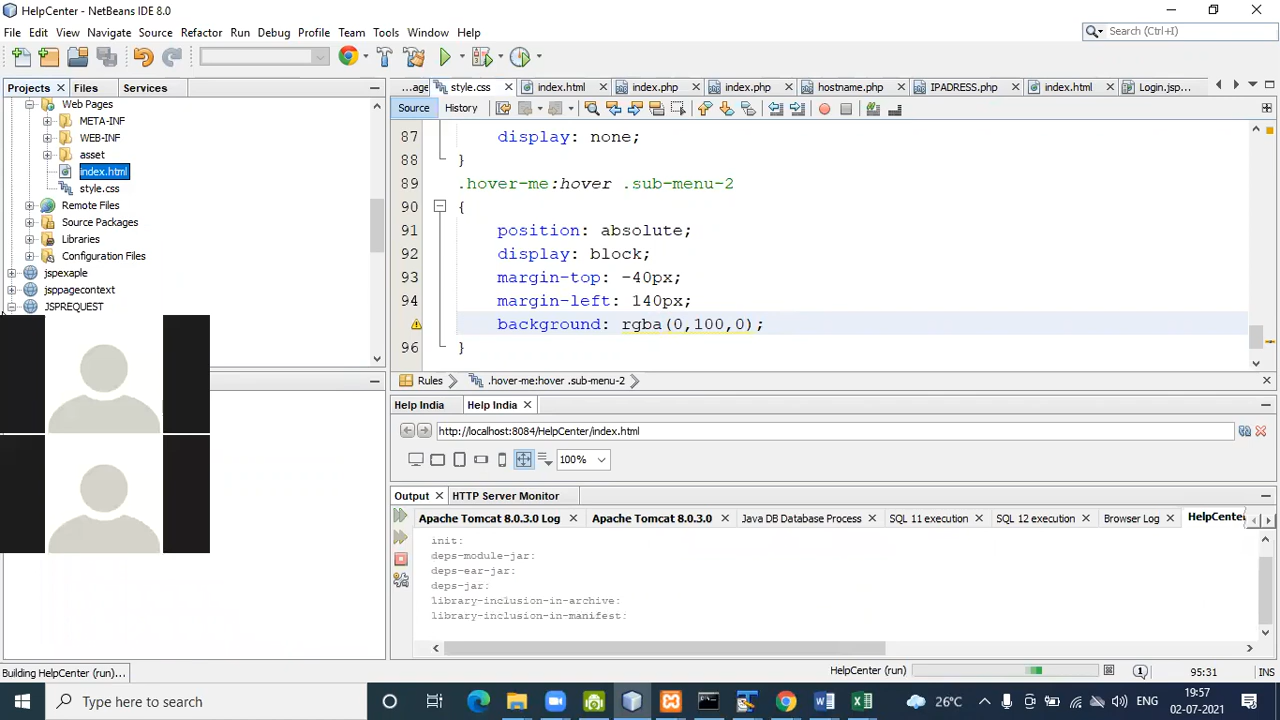 HelpCenter - NetBeans IDE 8.0
File Edit View Navigate Source Refactor Run Debug Profile Team Tools Window Help
Search (Ctrl+I)
Projects Files Services
...age style.css index.html index.php index.php hostname.php IPADRESS.php index.html Login.jsp...
Source History
Web Pages
META-INF
WEB-INF
asset
index.html
style.css
Remote Files
Source Packages
Libraries
Configuration Files
jspexaple
jsppagecontext
JSPREQUEST
87 display: none;
88 }
89 .hover-me:hover .sub-menu-2
90 {
91 position: absolute;
92 display: block;
93 margin-top: -40px;
94 margin-left: 140px;
background: rgba(0,100,0);
96 }
Rules .hover-me:hover .sub-menu-2
Help India Help India
http://localhost:8084/HelpCenter/index.html
100%
Output HTTP Server Monitor
Apache Tomcat 8.0.3.0 Log Apache Tomcat 8.0.3.0 Java DB Database Process SQL 11 execution SQL 12 execution Browser Log HelpCenter
init:
deps-module-jar:
deps-ear-jar:
deps-jar:
library-inclusion-in-archive:
library-inclusion-in-manifest:
Building HelpCenter (run)...
HelpCenter (run)
95:31 INS
Type here to search
26°C
ENG
19:57
02-07-2021